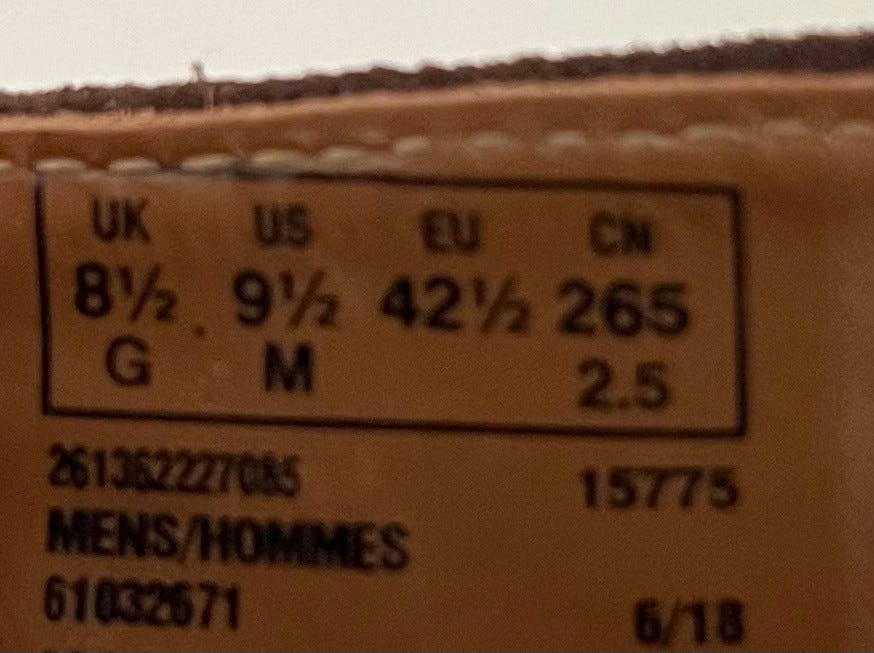 UK US EU CN
8½ 9½ 42½ 265
G M 2.5
261362227085 15775
MENS/HOMMES
61032671 6/18